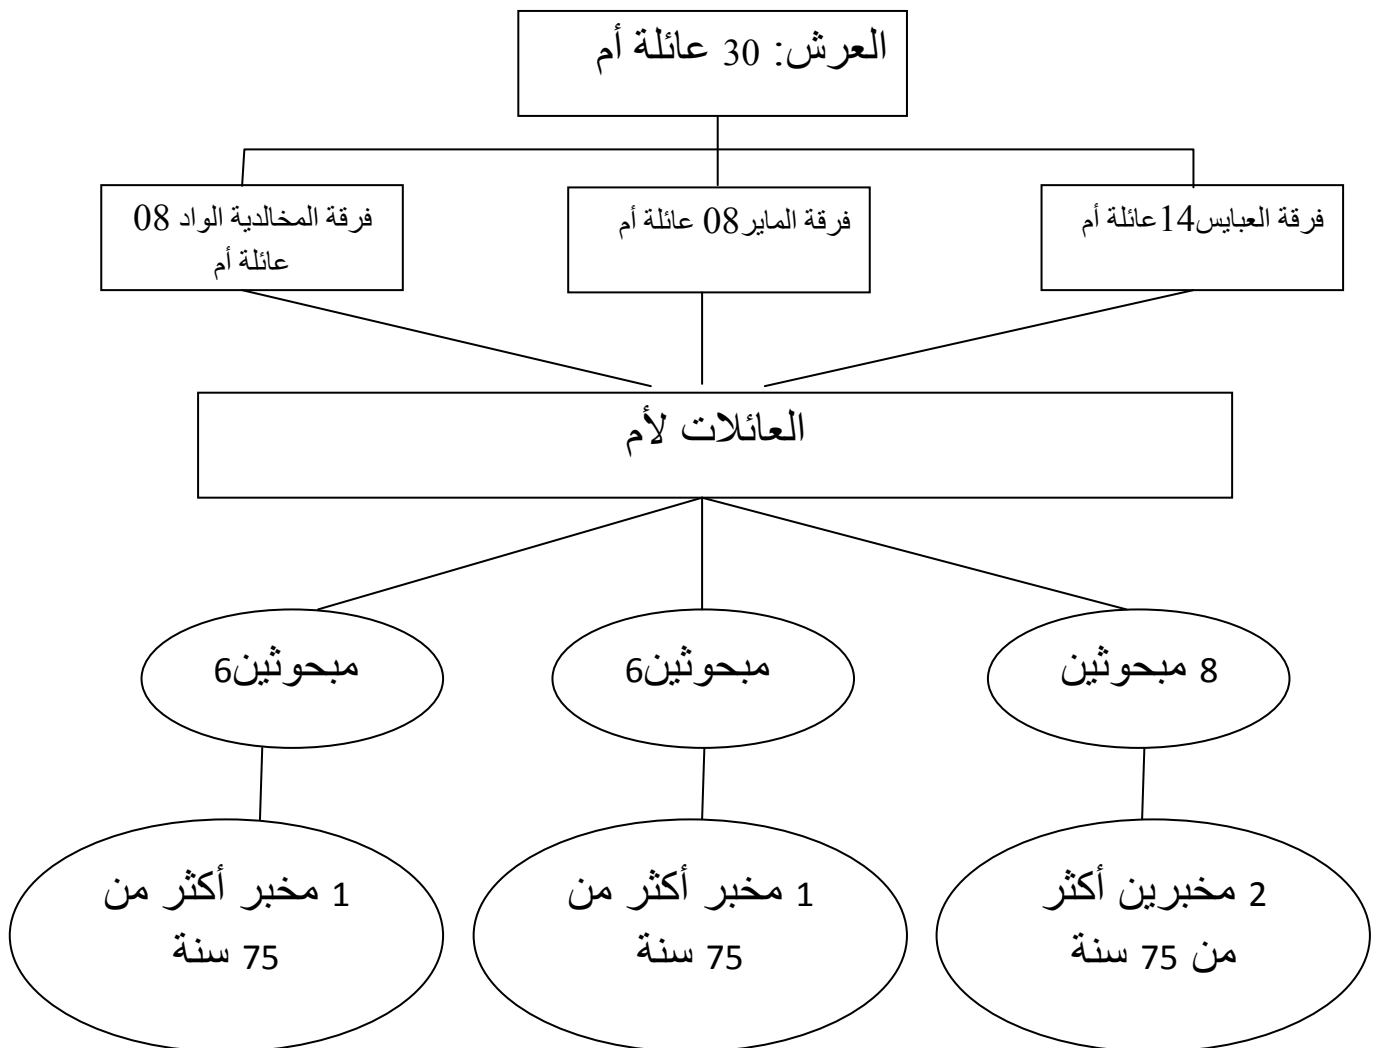 العرش: 30 عائلة أم
فرقة العبايس14عائلة أم
فرقة الماير08 عائلة أم
فرقة المخالدية الواد 08
عائلة أم
العائلات لأم
8 مبحوثين
مبحوثين6
مبحوثين6
2 مخبرين أكثر
من 75 سنة
1 مخبر أكثر من
75 سنة
1 مخبر أكثر من
75 سنة